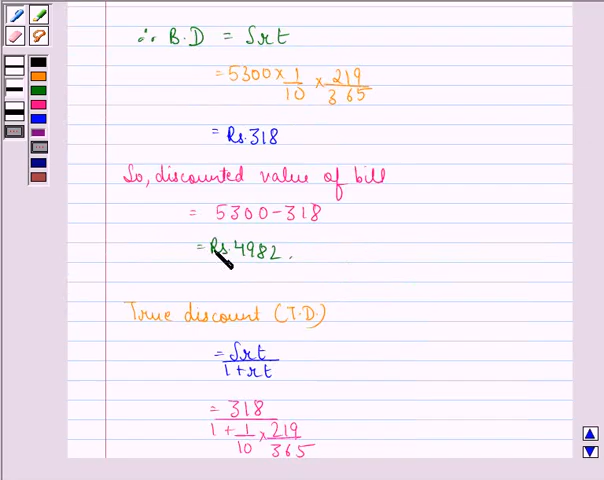 ∴ B.D = Srt
= 5300 × 1/10 × 219/365
= Rs.318
So, discounted value of bill
= 5300 - 318
= Rs.4982.
True discount (T.D.)
= Srt/1+rt
= 318/1+1/10×219/365